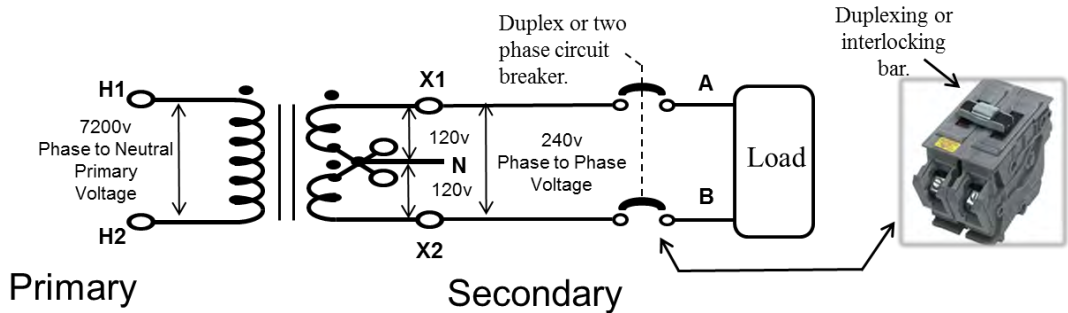 H1
7200v
Phase to Neutral
Primary
Voltage
H2
Primary
X1
120v
N
120v
X2
240v
Phase to Phase
Voltage
Secondary
Duplex or two
phase circuit
breaker.
A
B
Load
Duplexing or
interlocking
bar.